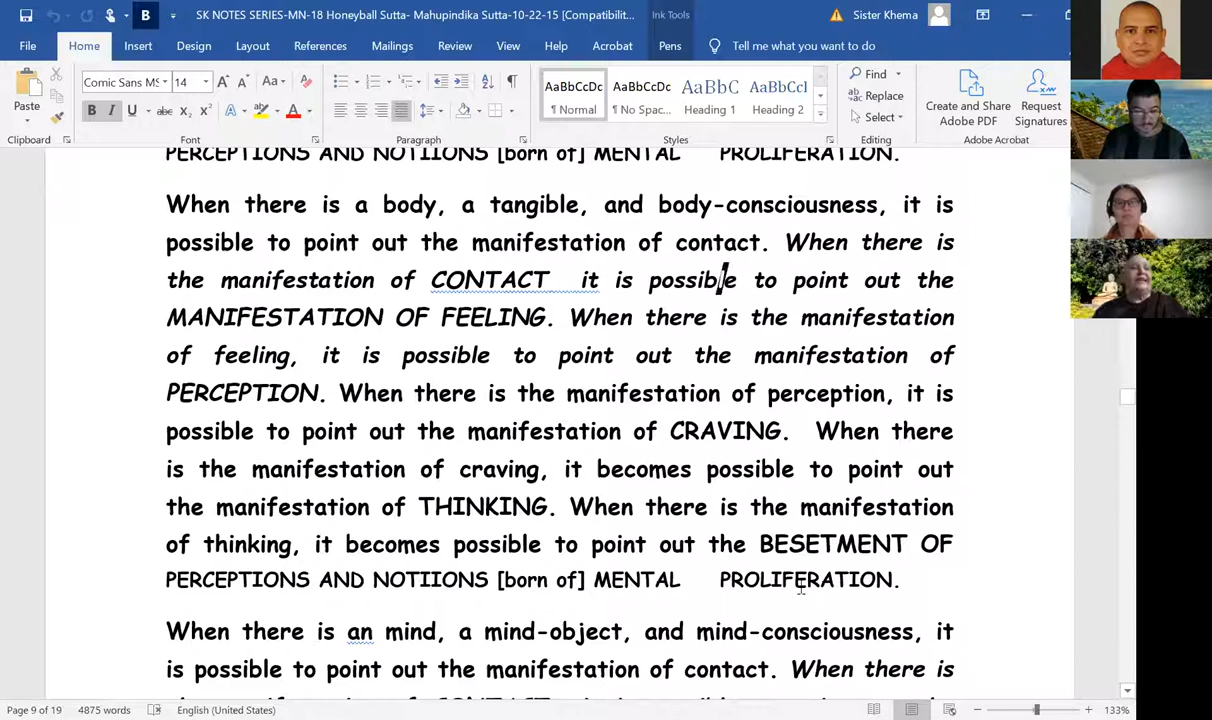 SK NOTES SERIES-MN-18 Honeyball Sutta- Mahupindika Sutta-10-22-15 [Compatibilit...
Ink Tools
Sister Khema
File Home Insert Design Layout References Mailings Review View Help Acrobat Pens Tell me what you want to do
Comic Sans MS 14
AaBbCcDc AaBbCcDc AaBbC AaBbCcI
Find
Replace
Select
Paste
¶ Normal ¶ No Spac... Heading 1 Heading 2
Create and Share Adobe PDF
Request Signatures
Clipboard Font Paragraph Styles Editing Adobe Acrobat
PERCEPTIONS AND NOTIIONS [born of] MENTAL PROLIFERATION.
When there is a body, a tangible, and body-consciousness, it is
possible to point out the manifestation of contact. When there is
the manifestation of CONTACT it is possible to point out the
MANIFESTATION OF FEELING. When there is the manifestation
of feeling, it is possible to point out the manifestation of
PERCEPTION. When there is the manifestation of perception, it is
possible to point out the manifestation of CRAVING. When there
is the manifestation of craving, it becomes possible to point out
the manifestation of THINKING. When there is the manifestation
of thinking, it becomes possible to point out the BESETMENT OF
PERCEPTIONS AND NOTIIONS [born of] MENTAL PROLIFERATION.
When there is an mind, a mind-object, and mind-consciousness, it
is possible to point out the manifestation of contact. When there is
Page 9 of 19 4875 words English (United States) 133%